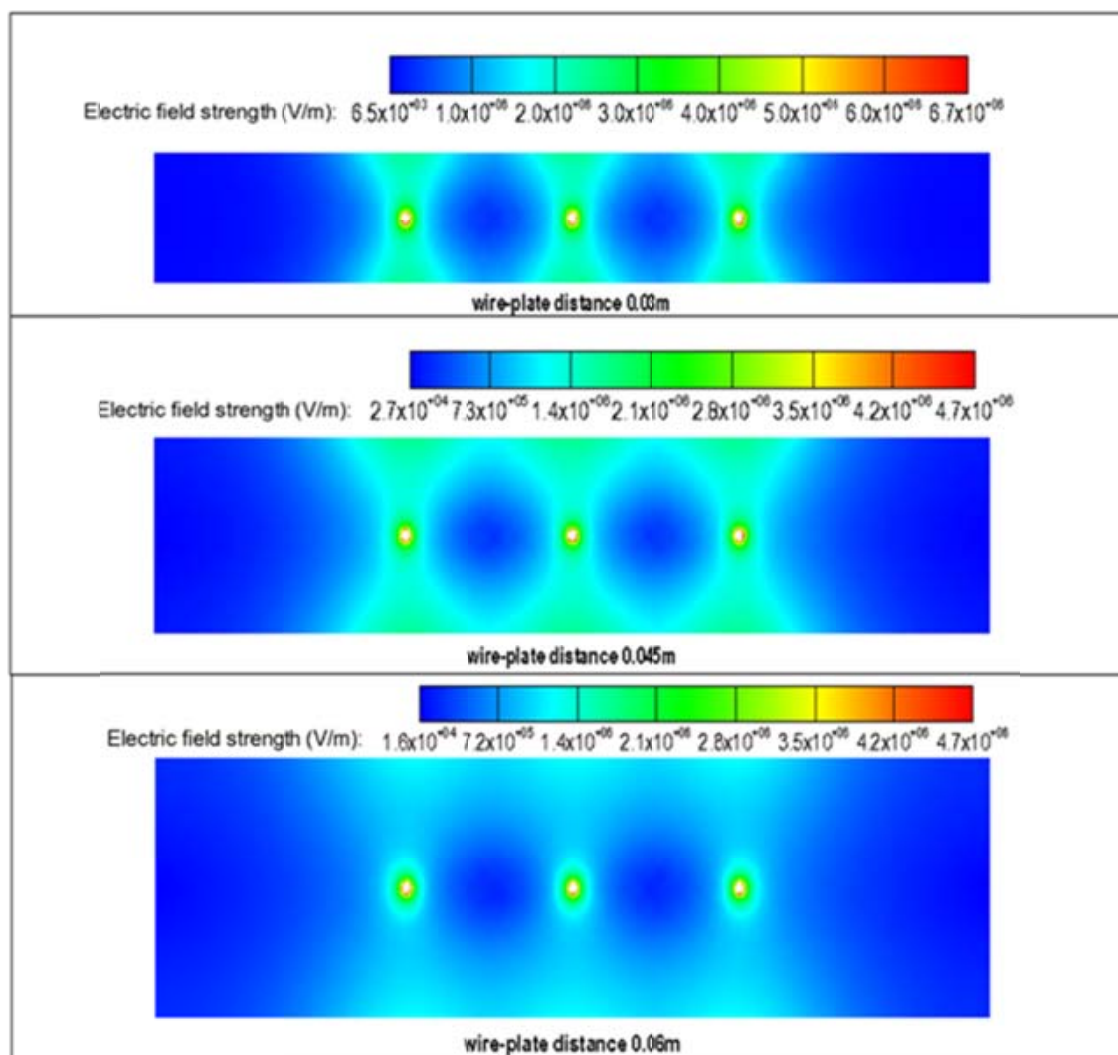 Electric field strength (V/m): 6.5x10⁺⁰³ 1.0x10⁺⁰⁶ 2.0x10⁺⁰⁶ 3.0x10⁺⁰⁶ 4.0x10⁺⁰⁶ 5.0x10⁺⁰⁶ 6.0x10⁺⁰⁶ 6.7x10⁺⁰⁶
wire-plate distance 0.03m
Electric field strength (V/m): 2.7x10⁺⁰⁴ 7.3x10⁺⁰⁵ 1.4x10⁺⁰⁶ 2.1x10⁺⁰⁶ 2.8x10⁺⁰⁶ 3.5x10⁺⁰⁶ 4.2x10⁺⁰⁶ 4.7x10⁺⁰⁶
wire-plate distance 0.045m
Electric field strength (V/m): 1.6x10⁺⁰⁴ 7.2x10⁺⁰⁵ 1.4x10⁺⁰⁶ 2.1x10⁺⁰⁶ 2.8x10⁺⁰⁶ 3.5x10⁺⁰⁶ 4.2x10⁺⁰⁶ 4.7x10⁺⁰⁶
wire-plate distance 0.06m